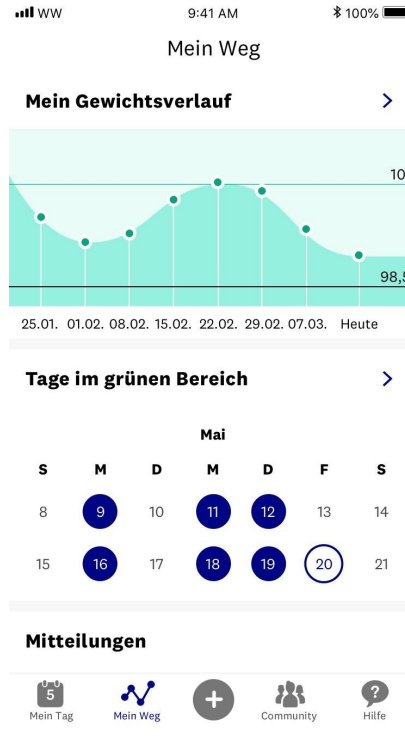 WW 9:41 AM 100%
Mein Weg
Mein Gewichtsverlauf
10
98,5
25.01. 01.02. 08.02. 15.02. 22.02. 29.02. 07.03. Heute
Tage im grünen Bereich
Mai
S M D M D F S
8 9 10 11 12 13 14
15 16 17 18 19 20 21
Mitteilungen
5 ?
Mein Tag Mein Weg Community Hilfe